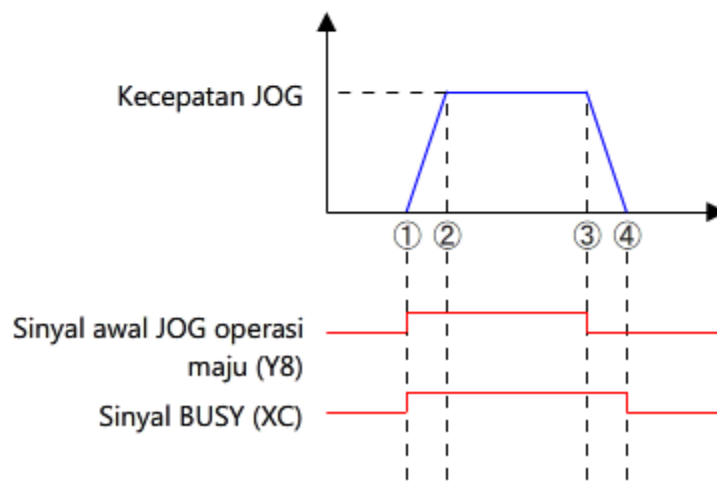 Kecepatan JOG
① ② ③ ④
Sinyal awal JOG operasi
maju (Y8)
Sinyal BUSY (XC)